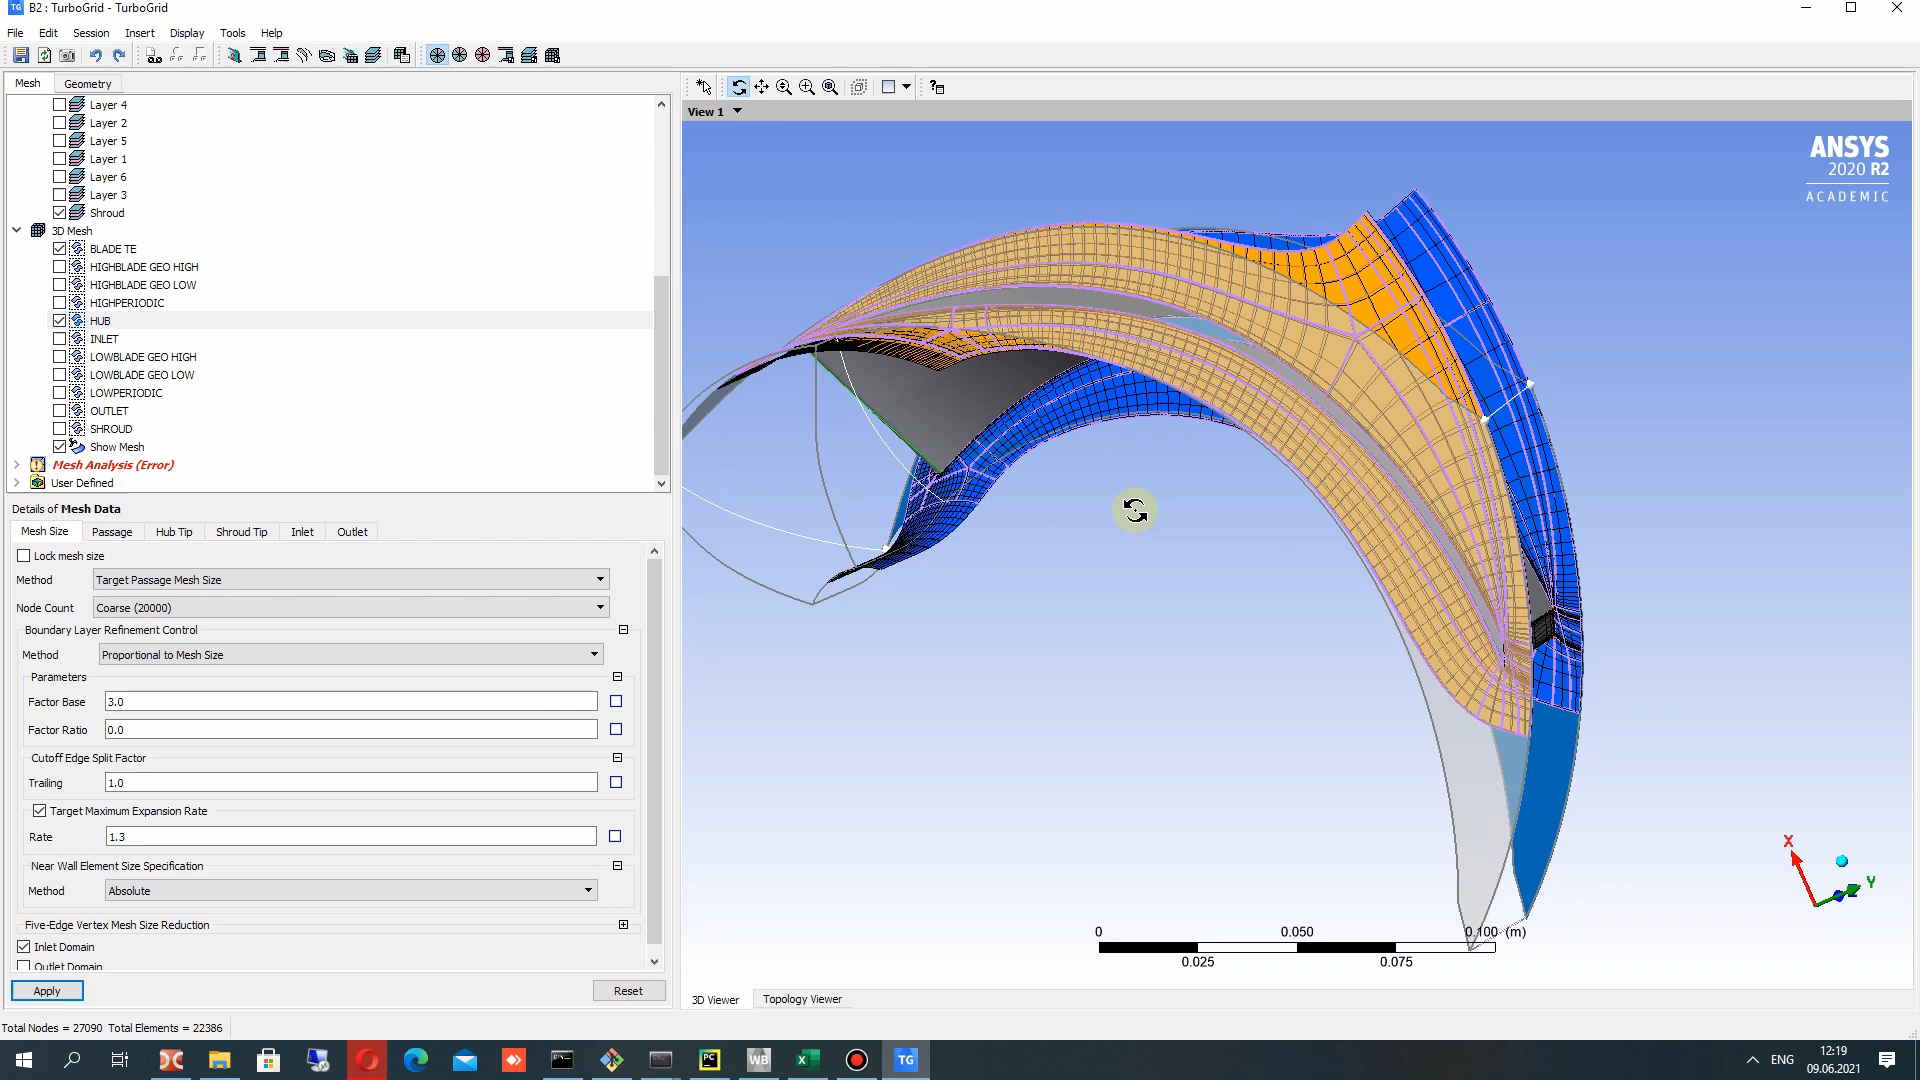 B2 : TurboGrid - TurboGrid
File Edit Session Insert Display Tools Help
Mesh Geometry
Layer 4
Layer 2
Layer 5
Layer 1
Layer 6
Layer 3
Shroud
3D Mesh
BLADE TE
HIGHBLADE GEO HIGH
HIGHBLADE GEO LOW
HIGHPERIODIC
HUB
INLET
LOWBLADE GEO HIGH
LOWBLADE GEO LOW
LOWPERIODIC
OUTLET
SHROUD
Show Mesh
Mesh Analysis (Error)
User Defined
Details of Mesh Data
Mesh Size Passage Hub Tip Shroud Tip Inlet Outlet
Lock mesh size
Method Target Passage Mesh Size
Node Count Coarse (20000)
Boundary Layer Refinement Control
Method Proportional to Mesh Size
Parameters
Factor Base 3.0
Factor Ratio 0.0
Cutoff Edge Split Factor
Trailing 1.0
Target Maximum Expansion Rate
Rate 1.3
Near Wall Element Size Specification
Method Absolute
Five-Edge Vertex Mesh Size Reduction
Inlet Domain
Outlet Domain
Apply Reset
Total Nodes = 27090 Total Elements = 22386
View 1
ANSYS
2020 R2
ACADEMIC
X
Y
Z
0 0.050 0.100 (m)
0.025 0.075
3D Viewer Topology Viewer
TG
PC
WB
X
TG
ENG
12:19
09.06.2021